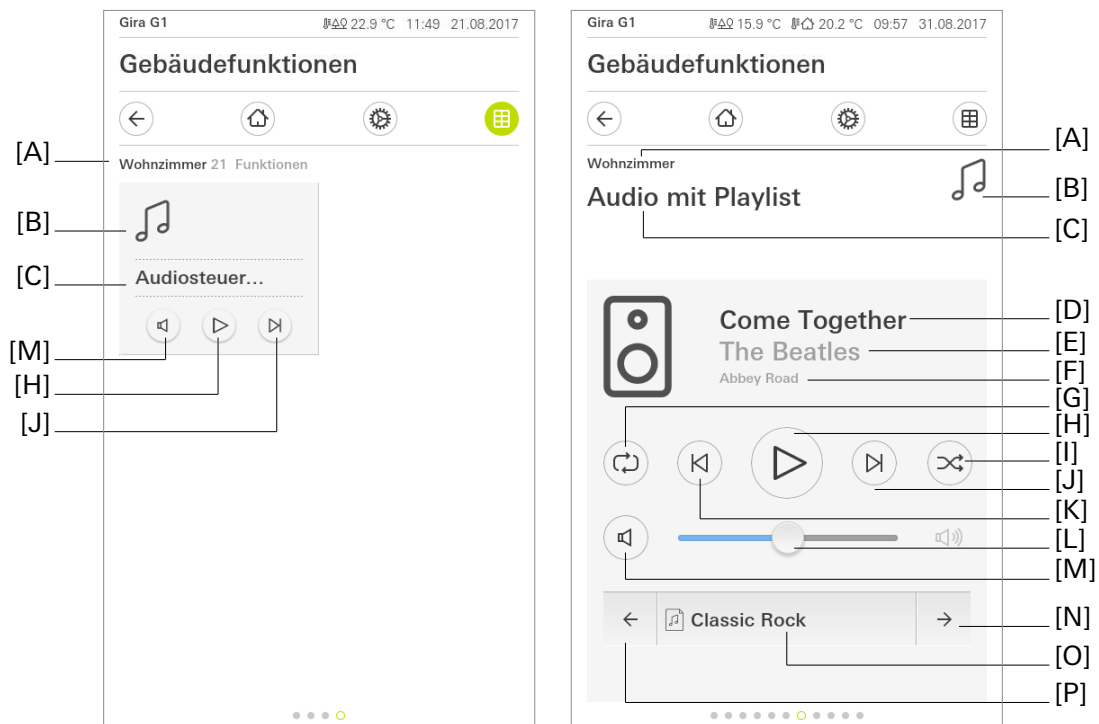 Gira G1 22.9 °C 11:49 21.08.2017
Gebäudefunktionen
[A] Wohnzimmer 21 Funktionen
[B]
[C] Audiosteuer...
[M]
[H]
[J]
Gira G1 15.9 °C 20.2 °C 09:57 31.08.2017
Gebäudefunktionen
[A]
Wohnzimmer
[B]
Audio mit Playlist
[C]
Come Together [D]
The Beatles [E]
Abbey Road [F]
[G]
[H]
[I]
[J]
[K]
[L]
[M]
Classic Rock [N]
[O]
[P]